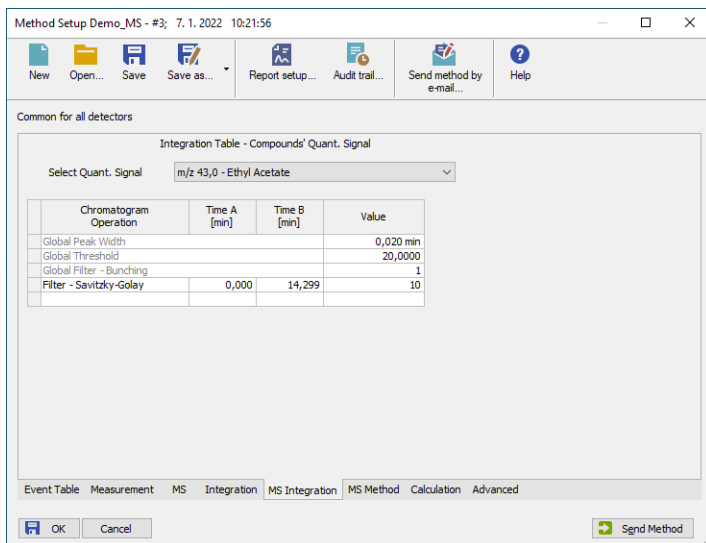 Method Setup Demo_MS - #3; 7. 1. 2022 10:21:56
New Open... Save Save as... Report setup... Audit trail... Send method by e-mail... Help
Common for all detectors
Integration Table - Compounds' Quant. Signal
Select Quant. Signal m/z 43,0 - Ethyl Acetate
Chromatogram Operation Time A [min] Time B [min] Value
Global Peak Width 0,020 min
Global Threshold 20,0000
Global Filter - Bunching 1
Filter - Savitzky-Golay 0,000 14,299 10
Event Table Measurement MS Integration MS Integration MS Method Calculation Advanced
OK Cancel Send Method